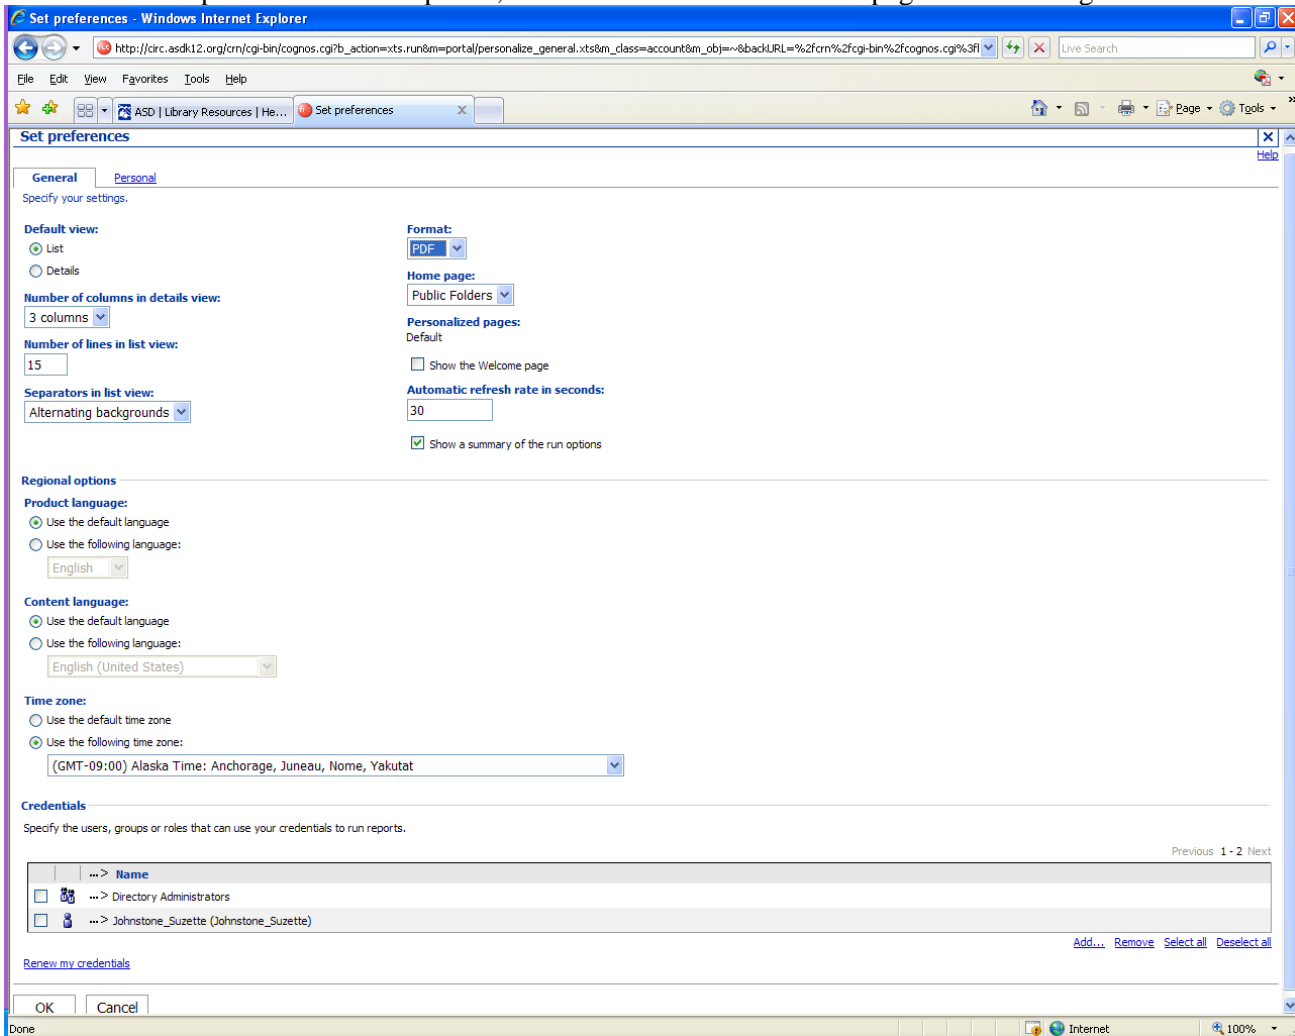 Set preferences - Windows Internet Explorer
http://circ.asdk12.org/crn/cgi-bin/cognos.cgi?b_action=xts.run&m=portal/personalize_general.xts&m_class=account&m_obj=~&backURL=%2fcrn%2fcgi-bin%2fcognos.cgi%3fl Live Search
File Edit View Favorites Tools Help
ASD | Library Resources | He... Set preferences Page Tools
Set preferences
Help
General Personal
Specify your settings.
Default view:
List
Details
Number of columns in details view:
3 columns
Number of lines in list view:
15
Separators in list view:
Alternating backgrounds
Format:
PDF
Home page:
Public Folders
Personalized pages:
Default
Show the Welcome page
Automatic refresh rate in seconds:
30
Show a summary of the run options
Regional options
Product language:
Use the default language
Use the following language:
English
Content language:
Use the default language
Use the following language:
English (United States)
Time zone:
Use the default time zone
Use the following time zone:
(GMT-09:00) Alaska Time: Anchorage, Juneau, Nome, Yakutat
Credentials
Specify the users, groups or roles that can use your credentials to run reports.
Previous 1 - 2 Next
...> Name
...> Directory Administrators
...> Johnstone_Suzette (Johnstone_Suzette)
Add... Remove Select all Deselect all
Renew my credentials
OK Cancel
Done Internet 100%